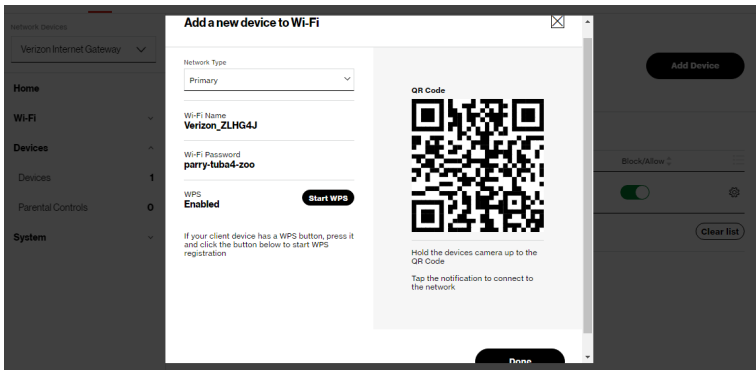 Network Devices
Verizon Internet Gateway
Home
Wi-Fi
Devices
Devices 1
Parental Controls 0
System
Add a new device to Wi-Fi
Network Type
Primary
Wi-Fi Name
Verizon_ZLHG4J
Wi-Fi Password
parry-tuba4-zoo
WPS
Enabled
Start WPS
If your client device has a WPS button, press it
and click the button below to start WPS
registration
QR Code
Hold the devices camera up to the
QR Code
Tap the notification to connect to
the network
Done
Add Device
Block/Allow
Clear list